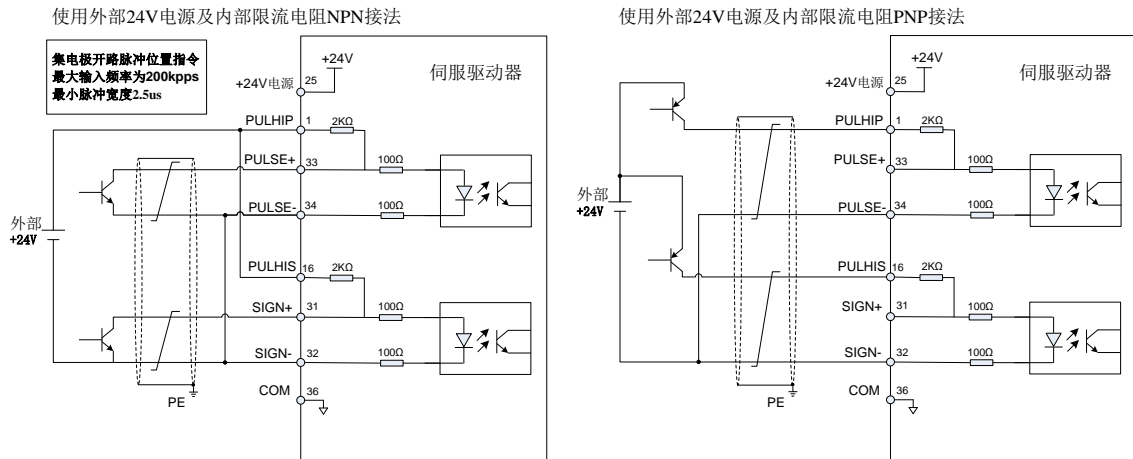 使用外部24V电源及内部限流电阻NPN接法
集电极开路脉冲位置指令
最大输入频率为200kpps
最小脉冲宽度2.5us
+24V
伺服驱动器
+24V电源
25
PULHIP
1
2KΩ
PULSE+
33
100Ω
PULSE-
34
100Ω
外部
+24V
PULHIS
16
2KΩ
SIGN+
31
100Ω
SIGN-
32
100Ω
COM
36
PE
使用外部24V电源及内部限流电阻PNP接法
+24V
伺服驱动器
+24V电源
25
PULHIP
1
2KΩ
PULSE+
33
100Ω
PULSE-
34
100Ω
外部
+24V
PULHIS
16
2KΩ
SIGN+
31
100Ω
SIGN-
32
100Ω
COM
36
PE